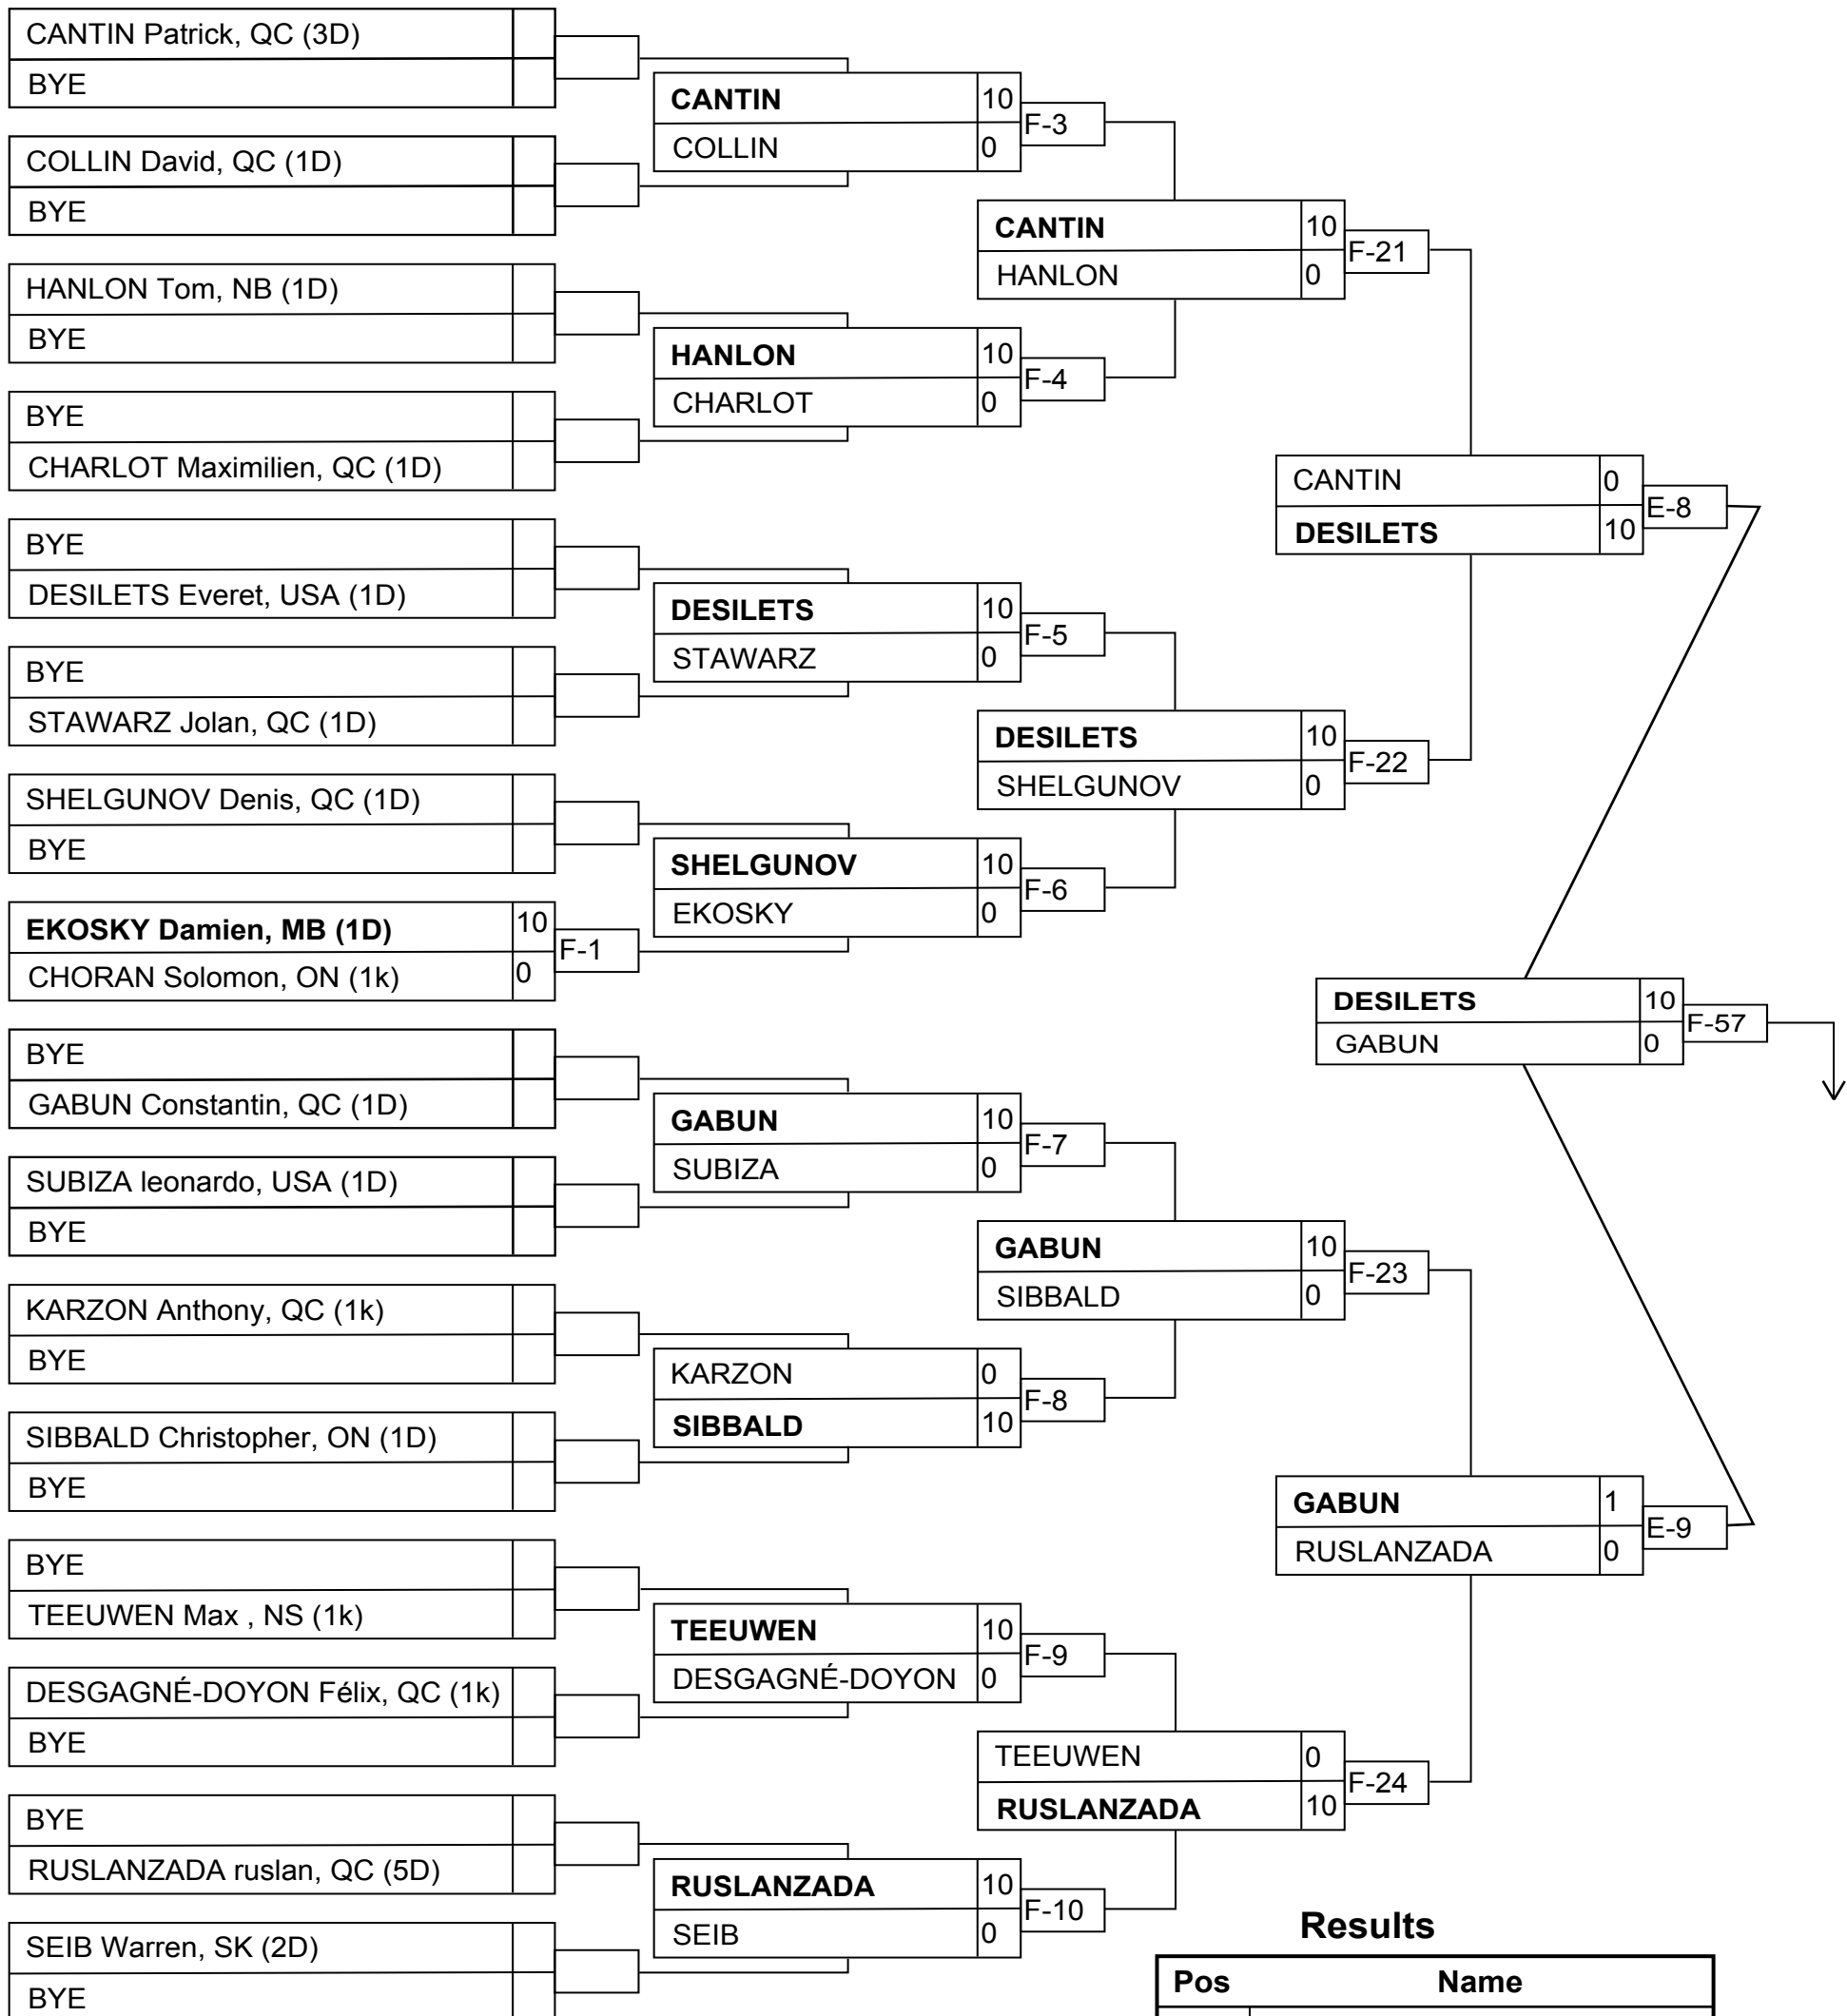 CANTIN Patrick, QC (3D)
BYE
COLLIN David, QC (1D)
BYE
HANLON Tom, NB (1D)
BYE
BYE
CHARLOT Maximilien, QC (1D)
BYE
DESILETS Everet, USA (1D)
BYE
STAWARZ Jolan, QC (1D)
SHELGUNOV Denis, QC (1D)
BYE
EKOSKY Damien, MB (1D) 10
F-1
CHORAN Solomon, ON (1k) 0
BYE
GABUN Constantin, QC (1D)
SUBIZA leonardo, USA (1D)
BYE
KARZON Anthony, QC (1k)
BYE
SIBBALD Christopher, ON (1D)
BYE
BYE
TEEUWEN Max , NS (1k)
DESGAGNÉ-DOYON Félix, QC (1k)
BYE
BYE
RUSLANZADA ruslan, QC (5D)
SEIB Warren, SK (2D)
BYE
CANTIN 10
F-3
COLLIN 0
HANLON 10
F-4
CHARLOT 0
DESILETS 10
F-5
STAWARZ 0
SHELGUNOV 10
F-6
EKOSKY 0
GABUN 10
F-7
SUBIZA 0
KARZON 0
F-8
SIBBALD 10
TEEUWEN 10
F-9
DESGAGNÉ-DOYON 0
RUSLANZADA 10
F-10
SEIB 0
CANTIN 10
F-21
HANLON 0
DESILETS 10
F-22
SHELGUNOV 0
GABUN 10
F-23
SIBBALD 0
TEEUWEN 0
F-24
RUSLANZADA 10
CANTIN 0
E-8
DESILETS 10
GABUN 1
E-9
RUSLANZADA 0
DESILETS 10
F-57
GABUN 0
Results
Pos Name